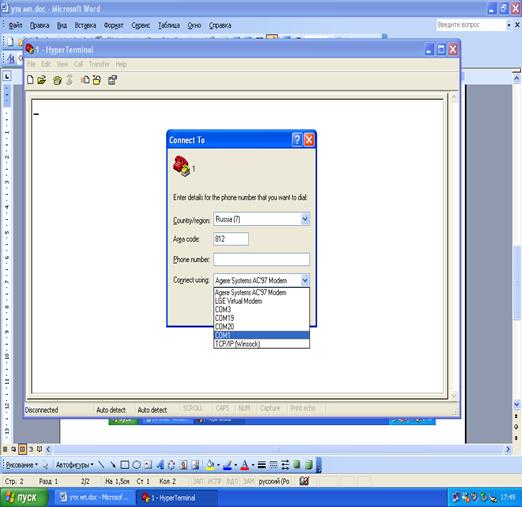 утк мп.doc - Microsoft Word
Файл Правка Вид Вставка Формат Сервис Таблица Окно Справка
Введите вопрос
1 - HyperTerminal
File Edit View Call Transfer Help
Connect To
1
Enter details for the phone number that you want to dial:
Country/region: Russia (7)
Area code: 812
Phone number:
Connect using: Agere Systems AC'97 Modem
Agere Systems AC'97 Modem
LGE Virtual Modem
COM3
COM19
COM20
COM1
TCP/IP (Winsock)
Disconnected Auto detect Auto detect SCROLL CAPS NUM Capture Print echo
Рисование Автофигуры
Стр. 2 Разд 1 2/2 На 1,5см Ст 1 Кол 2 ЗАП ИСПР ВДЛ ЗАМ русский (Ро
пуск утк мп.doc - Microsof... 1 - HyperTerminal 17:49